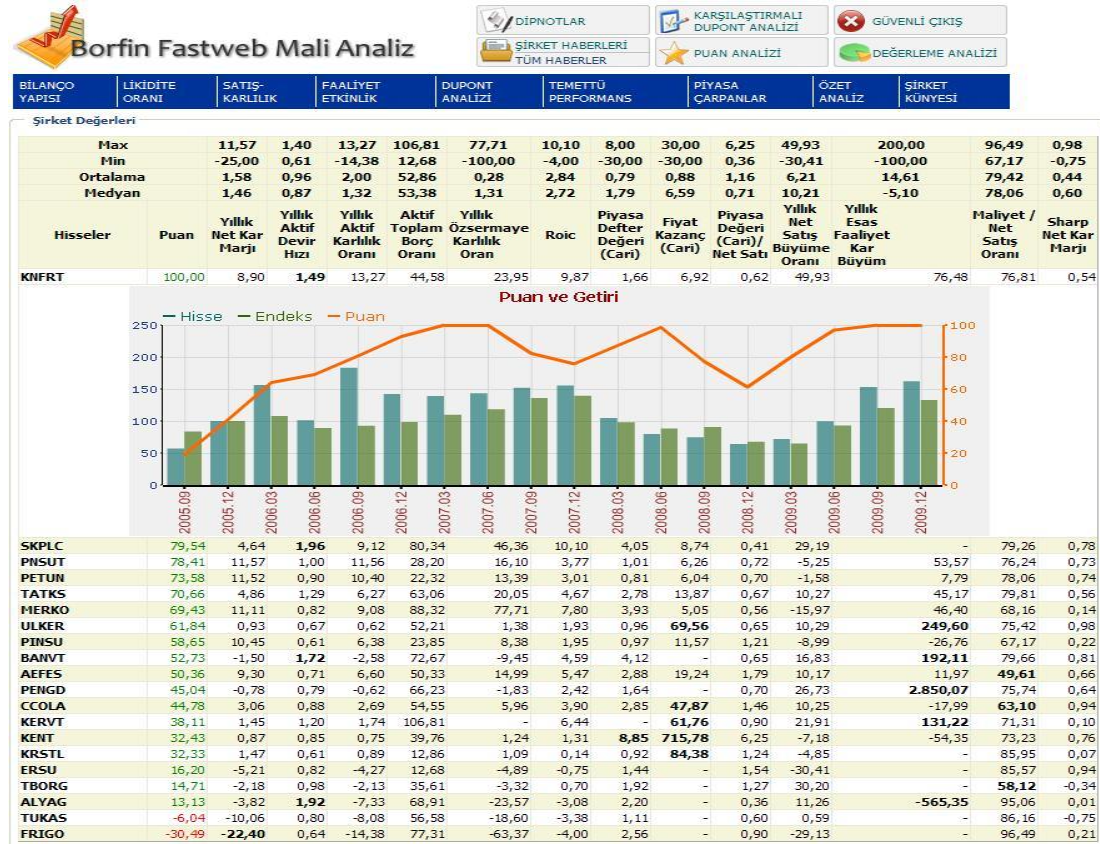 Borfin Fastweb Mali Analiz
DİPNOTLAR
KARŞILAŞTIRMALI
DUPONT ANALİZİ
GÜVENLİ ÇIKIŞ
ŞİRKET HABERLERİ
TÜM HABERLER
PUAN ANALİZİ
DEĞERLEME ANALİZİ
BİLANÇO YAPISI
LİKİDİTE ORANI
SATIŞ- KARLILIK
FAALİYET ETKİNLİK
DUPONT ANALİZİ
TEMETTÜ PERFORMANS
PİYASA ÇARPANLAR
ÖZET ANALİZ
ŞİRKET KÜNYESİ
Şirket Değerleri
Max 11,57 1,40 13,27 106,81 77,71 10,10 8,00 30,00 6,25 49,93 200,00 96,49 0,98
Min -25,00 0,61 -14,38 12,68 -100,00 -4,00 -30,00 -30,00 0,36 -30,41 -100,00 67,17 -0,75
Ortalama 1,58 0,96 2,00 52,86 0,28 2,84 0,79 0,88 1,16 6,21 14,61 79,42 0,44
Medyan 1,46 0,87 1,32 53,38 1,31 2,72 1,79 6,59 0,71 10,21 -5,10 78,06 0,60
Hisseler
Puan
Yıllık Net Kar Marjı
Yıllık Aktif Devir Hızı
Yıllık Aktif Karlılık Oranı
Aktif Toplam Borç Oranı
Yıllık Özsermaye Karlılık Oran
Roic
Piyasa Defter Değeri (Cari)
Fiyat Kazanç (Cari)
Piyasa Değeri (Cari)/ Net Satı
Yıllık Net Satış Büyüme Oranı
Yıllık Esas Faaliyet Kar Büyüm
Maliyet / Net Satış Oranı
Sharp Net Kar Marjı
KNFRT 100,00 8,90 1,49 13,27 44,58 23,95 9,87 1,66 6,92 0,62 49,93 76,48 76,81 0,54
Puan ve Getiri
Hisse Endeks Puan
250 100
200 80
150 60
100 40
50 20
0 0
2005.09 2005.12 2006.03 2006.06 2006.09 2006.12 2007.03 2007.06 2007.09 2007.12 2008.03 2008.06 2008.09 2008.12 2009.03 2009.06 2009.09 2009.12
SKPLC 79,54 4,64 1,96 9,12 80,34 46,36 10,10 4,05 8,74 0,41 29,19 - 79,26 0,78
PNSUT 78,41 11,57 1,00 11,56 28,20 16,10 3,77 1,01 6,26 0,72 -5,25 53,57 76,24 0,73
PETUN 73,58 11,52 0,90 10,40 22,32 13,39 3,01 0,81 6,04 0,70 -1,58 7,79 78,06 0,74
TATKS 70,66 4,86 1,29 6,27 63,06 20,05 4,67 2,78 13,87 0,67 10,27 45,17 79,81 0,56
MERKO 69,43 11,11 0,82 9,08 88,32 77,71 7,80 3,93 5,05 0,56 -15,97 46,40 68,16 0,14
ULKER 61,84 0,93 0,67 0,62 52,21 1,38 1,93 0,96 69,56 0,65 10,29 249,60 75,42 0,98
PINSU 58,65 10,45 0,61 6,38 23,85 8,38 1,95 0,97 11,57 1,21 -8,99 -26,76 67,17 0,22
BANVT 52,73 -1,50 1,72 -2,58 72,67 -9,45 4,59 4,12 - 0,65 16,83 192,11 79,66 0,81
AEFES 50,36 9,30 0,71 6,60 50,33 14,99 5,47 2,88 19,24 1,79 10,17 11,97 49,61 0,66
PENGD 45,04 -0,78 0,79 -0,62 66,23 -1,83 2,42 1,64 - 0,70 26,73 2.850,07 75,74 0,64
CCOLA 44,78 3,06 0,88 2,69 54,55 5,96 3,90 2,85 47,87 1,46 10,25 -17,99 63,10 0,94
KERVT 38,11 1,45 1,20 1,74 106,81 - 6,44 - 61,76 0,90 21,91 131,22 71,31 0,10
KENT 32,43 0,87 0,85 0,75 39,76 1,24 1,31 8,85 715,78 6,25 -7,18 -54,35 73,23 0,76
KRSTL 32,33 1,47 0,61 0,89 12,86 1,09 0,14 0,92 84,38 1,24 -4,85 - 85,95 0,07
ERSU 16,20 -5,21 0,82 -4,27 12,68 -4,89 -0,75 1,44 - 1,54 -30,41 - 85,57 0,94
TBORG 14,71 -2,18 0,98 -2,13 35,61 -3,32 0,70 1,92 - 1,27 30,20 - 58,12 -0,34
ALYAG 13,13 -3,82 1,92 -7,33 68,91 -23,57 -3,08 2,20 - 0,36 11,26 -565,35 95,06 0,01
TUKAS -6,04 -10,06 0,80 -8,08 56,58 -18,60 -3,38 1,11 - 0,60 0,59 - 86,16 -0,75
FRIGO -30,49 -22,40 0,64 -14,38 77,31 -63,37 -4,00 2,56 - 0,90 -29,13 - 96,49 0,21